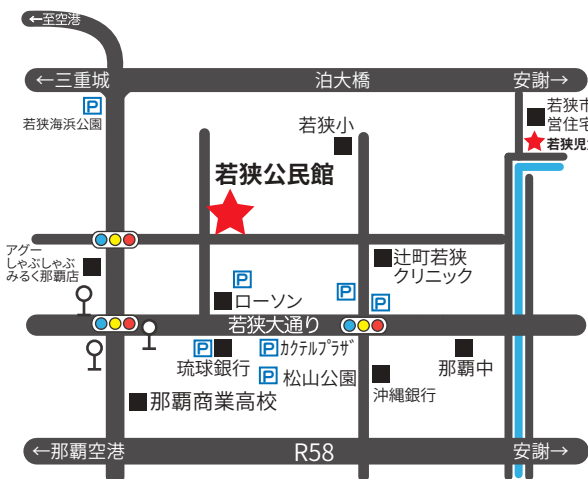 ←至空港
←三重城
泊大橋
安謝→
P
若狭海浜公園
若狭小
若狭市
営住宅
若狭児
若狭公民館
アグー
しゃぶしゃぶ
みるく那覇店
辻町若狭
クリニック
P
ローソン
P
P
若狭大通り
P
琉球銀行
P カクテルプラザ
P 松山公園
那覇中
沖縄銀行
那覇商業高校
←那覇空港
R58
安謝→